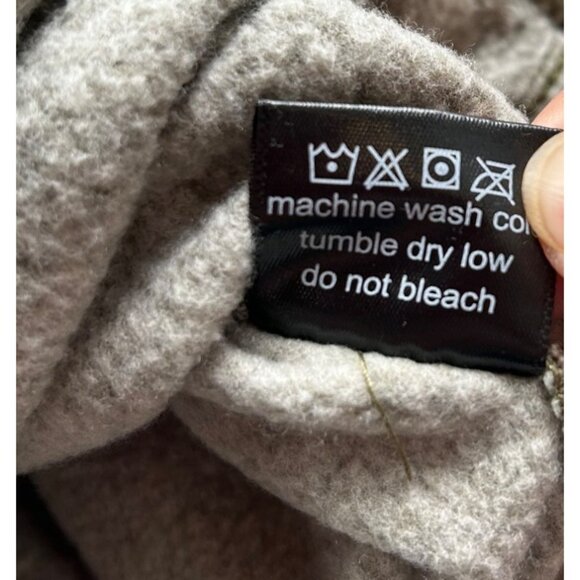 machine wash
tumble dry low
do not bleach